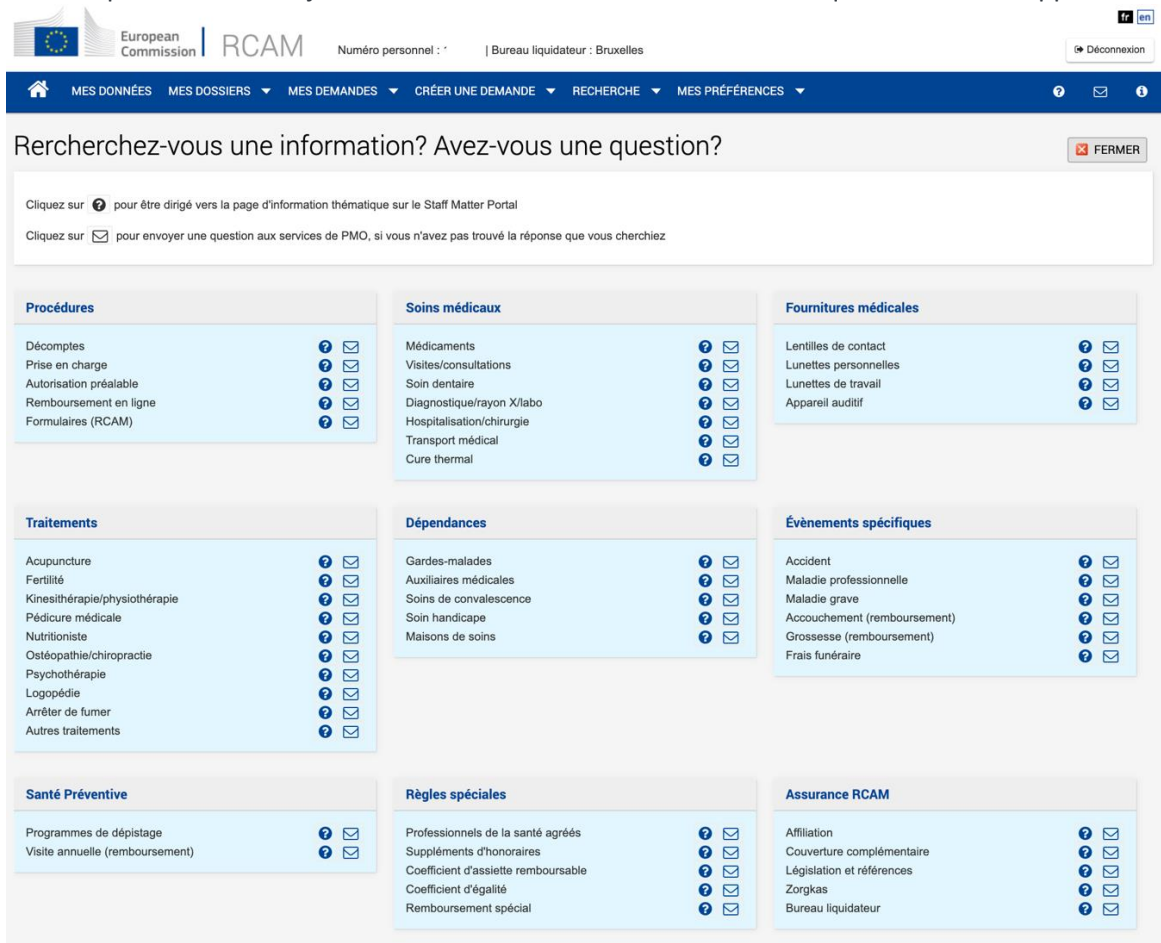 fr en
European
Commission
RCAM
Numéro personnel : | Bureau liquidateur : Bruxelles
Déconnexion
MES DONNÉES MES DOSSIERS MES DEMANDES CRÉER UNE DEMANDE RECHERCHE MES PRÉFÉRENCES
Rercherchez-vous une information? Avez-vous une question?
FERMER
Cliquez sur ? pour être dirigé vers la page d'information thématique sur le Staff Matter Portal
Cliquez sur pour envoyer une question aux services de PMO, si vous n'avez pas trouvé la réponse que vous cherchiez
Procédures
Décomptes
Prise en charge
Autorisation préalable
Remboursement en ligne
Formulaires (RCAM)
Soins médicaux
Médicaments
Visites/consultations
Soin dentaire
Diagnostique/rayon X/labo
Hospitalisation/chirurgie
Transport médical
Cure thermal
Fournitures médicales
Lentilles de contact
Lunettes personnelles
Lunettes de travail
Appareil auditif
Traitements
Acupuncture
Fertilité
Kinesithérapie/physiothérapie
Pédicure médicale
Nutritioniste
Ostéopathie/chiropractie
Psychothérapie
Logopédie
Arrêter de fumer
Autres traitements
Dépendances
Gardes-malades
Auxiliaires médicales
Soins de convalescence
Soin handicape
Maisons de soins
Évènements spécifiques
Accident
Maladie professionnelle
Maladie grave
Accouchement (remboursement)
Grossesse (remboursement)
Frais funéraire
Santé Préventive
Programmes de dépistage
Visite annuelle (remboursement)
Règles spéciales
Professionnels de la santé agréés
Suppléments d'honoraires
Coefficient d'assiette remboursable
Coefficient d'égalité
Remboursement spécial
Assurance RCAM
Affiliation
Couverture complémentaire
Législation et références
Zorgkas
Bureau liquidateur